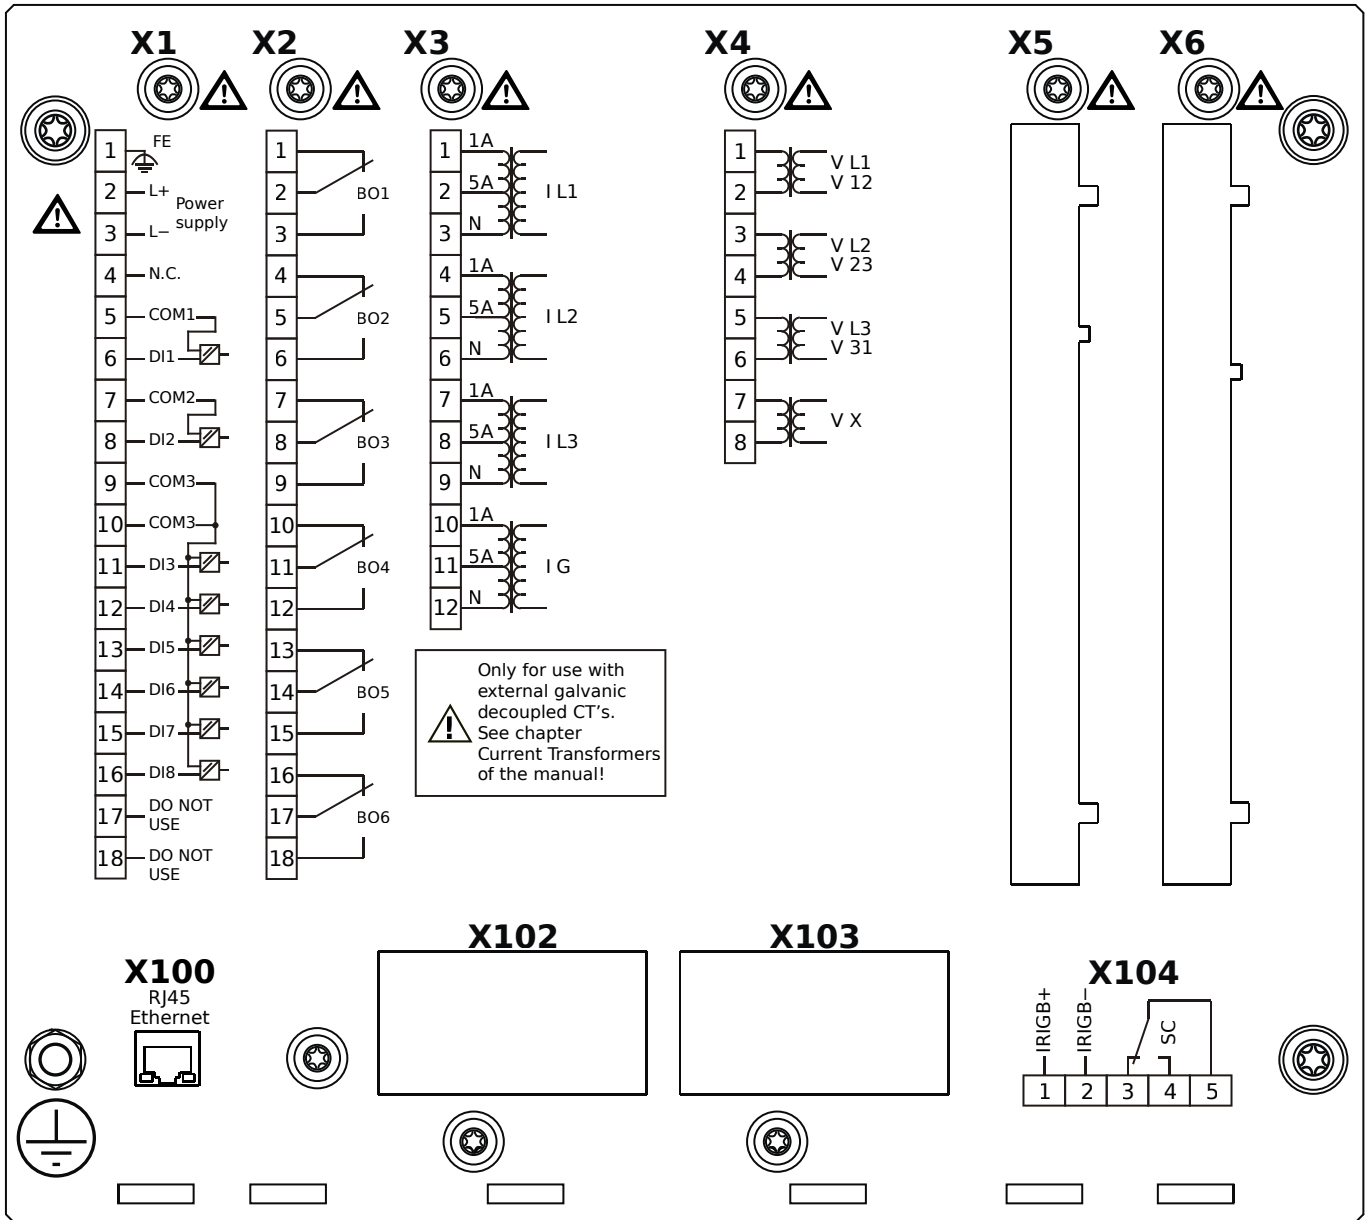 X1
X2
X3
X4
X5
X6
1 FE
2 L+
Power
supply
3 L−
4 N.C.
5 COM1
6 DI1
7 COM2
8 DI2
9 COM3
10 COM3
11 DI3
12 DI4
13 DI5
14 DI6
15 DI7
16 DI8
17 DO NOT
USE
18 DO NOT
USE
1
2 BO1
3
4
5 BO2
6
7
8 BO3
9
10
11 BO4
12
13
14 BO5
15
16
17 BO6
18
1 1A
2 5A I L1
3 N
4 1A
5 5A I L2
6 N
7 1A
8 5A I L3
9 N
10 1A
11 5A I G
12 N
Only for use with
external galvanic
decoupled CT's.
See chapter
Current Transformers
of the manual!
1 V L1
2 V 12
3 V L2
4 V 23
5 V L3
6 V 31
7
V X
8
X100
RJ45
Ethernet
X102
X103
X104
IRIGB+
IRIGB−
SC
1 2 3 4 5